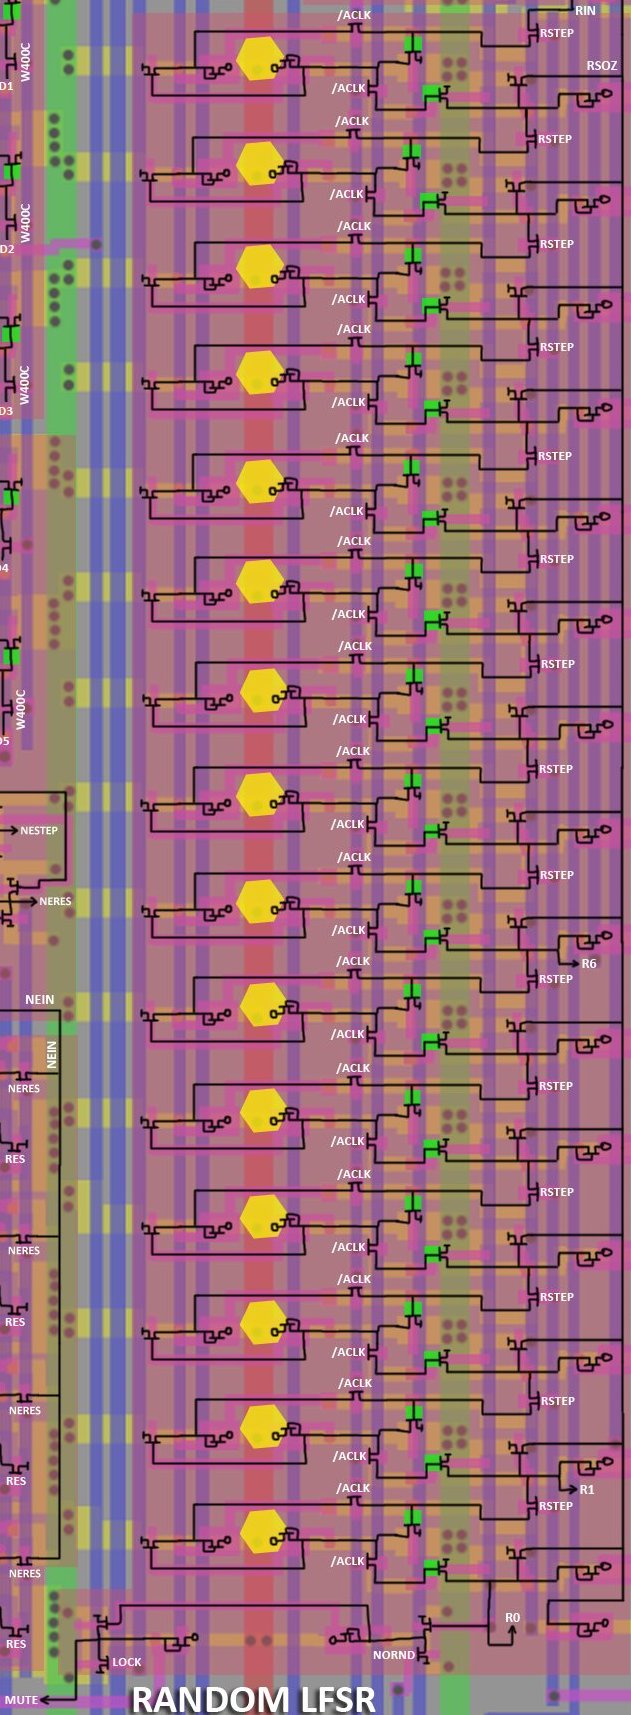 RIN
/ACLK
RSTEP
W400C
RSOZ
D1
/ACLK
/ACLK
RSTEP
/ACLK
W400C
/ACLK
RSTEP
D2
/ACLK
/ACLK
RSTEP
W400C
/ACLK
D3
/ACLK
RSTEP
/ACLK
/ACLK
RSTEP
D4
/ACLK
/ACLK
RSTEP
W400C
/ACLK
D5
/ACLK
RSTEP
/ACLK
NESTEP
/ACLK
RSTEP
NERES
/ACLK
R6
/ACLK
RSTEP
NEIN
/ACLK
NEIN
/ACLK
RSTEP
NERES
/ACLK
RES
/ACLK
RSTEP
/ACLK
NERES
/ACLK
RSTEP
RES
/ACLK
/ACLK
RSTEP
NERES
/ACLK
RES
/ACLK
R1
RSTEP
/ACLK
NERES
R0
RES
NORND
LOCK
MUTE
RANDOM LFSR